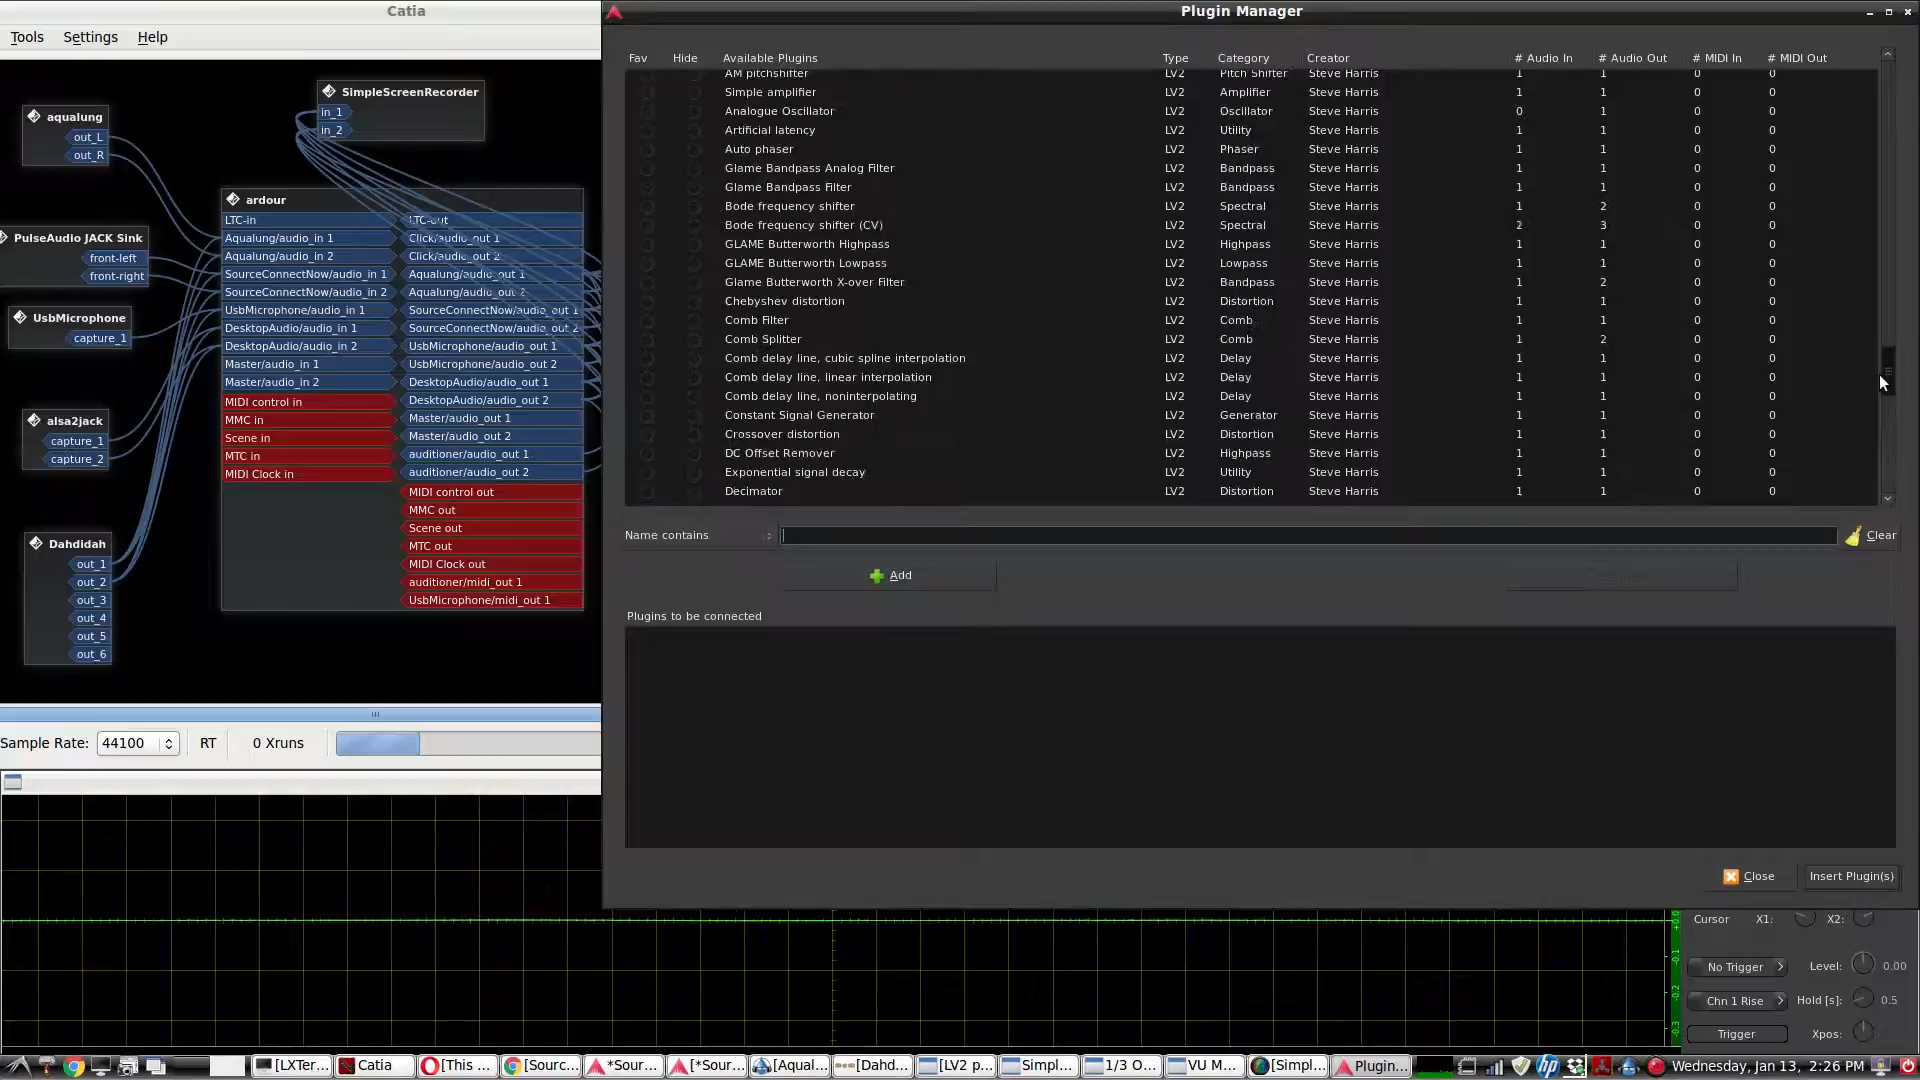 Catia
Tools Settings Help
SimpleScreenRecorder
in_1
in_2
aqualung
out_L
out_R
PulseAudio JACK Sink
front-left
front-right
UsbMicrophone
capture_1
alsa2jack
capture_1
capture_2
Dahdidah
out_1
out_2
out_3
out_4
out_5
out_6
ardour
LTC-in
Aqualung/audio_in 1
Aqualung/audio_in 2
SourceConnectNow/audio_in 1
SourceConnectNow/audio_in 2
UsbMicrophone/audio_in 1
DesktopAudio/audio_in 1
DesktopAudio/audio_in 2
Master/audio_in 1
Master/audio_in 2
MIDI control in
MMC in
Scene in
MTC in
MIDI Clock in
LTC-out
Click/audio_out 1
Click/audio_out 2
Aqualung/audio_out 1
Aqualung/audio_out 2
SourceConnectNow/audio_out 1
SourceConnectNow/audio_out 2
UsbMicrophone/audio_out 1
UsbMicrophone/audio_out 2
DesktopAudio/audio_out 1
DesktopAudio/audio_out 2
Master/audio_out 1
Master/audio_out 2
auditioner/audio_out 1
auditioner/audio_out 2
MIDI control out
MMC out
Scene out
MTC out
MIDI Clock out
auditioner/midi_out 1
UsbMicrophone/midi_out 1
Sample Rate: 44100 RT 0 Xruns
Plugin Manager
Fav Hide Available Plugins Type Category Creator # Audio In # Audio Out # MIDI In # MIDI Out
AM pitchshifter LV2 Pitch Shifter Steve Harris 1 1 0 0
Simple amplifier LV2 Amplifier Steve Harris 1 1 0 0
Analogue Oscillator LV2 Oscillator Steve Harris 0 1 0 0
Artificial latency LV2 Utility Steve Harris 1 1 0 0
Auto phaser LV2 Phaser Steve Harris 1 1 0 0
Glame Bandpass Analog Filter LV2 Bandpass Steve Harris 1 1 0 0
Glame Bandpass Filter LV2 Bandpass Steve Harris 1 1 0 0
Bode frequency shifter LV2 Spectral Steve Harris 1 2 0 0
Bode frequency shifter (CV) LV2 Spectral Steve Harris 2 3 0 0
GLAME Butterworth Highpass LV2 Highpass Steve Harris 1 1 0 0
GLAME Butterworth Lowpass LV2 Lowpass Steve Harris 1 1 0 0
Glame Butterworth X-over Filter LV2 Bandpass Steve Harris 1 2 0 0
Chebyshev distortion LV2 Distortion Steve Harris 1 1 0 0
Comb Filter LV2 Comb Steve Harris 1 1 0 0
Comb Splitter LV2 Comb Steve Harris 1 2 0 0
Comb delay line, cubic spline interpolation LV2 Delay Steve Harris 1 1 0 0
Comb delay line, linear interpolation LV2 Delay Steve Harris 1 1 0 0
Comb delay line, noninterpolating LV2 Delay Steve Harris 1 1 0 0
Constant Signal Generator LV2 Generator Steve Harris 1 1 0 0
Crossover distortion LV2 Distortion Steve Harris 1 1 0 0
DC Offset Remover LV2 Highpass Steve Harris 1 1 0 0
Exponential signal decay LV2 Utility Steve Harris 1 1 0 0
Decimator LV2 Distortion Steve Harris 1 1 0 0
Name contains Clear
Add
Plugins to be connected
Close Insert Plugin(s)
+0.0
-0.1
-0.2
-0.3
Cursor X1: X2:
No Trigger Level: 0.00
Chn 1 Rise Hold [s]: 0.5
Trigger Xpos:
[LXTer... Catia [This ... [Sourc... *Sour... [*Sour... [Aqual... [Dahd... [LV2 p... Simpl... 1/3 O... VU M... [Simpl... Plugin... hp Wednesday, Jan 13, 2:26 PM